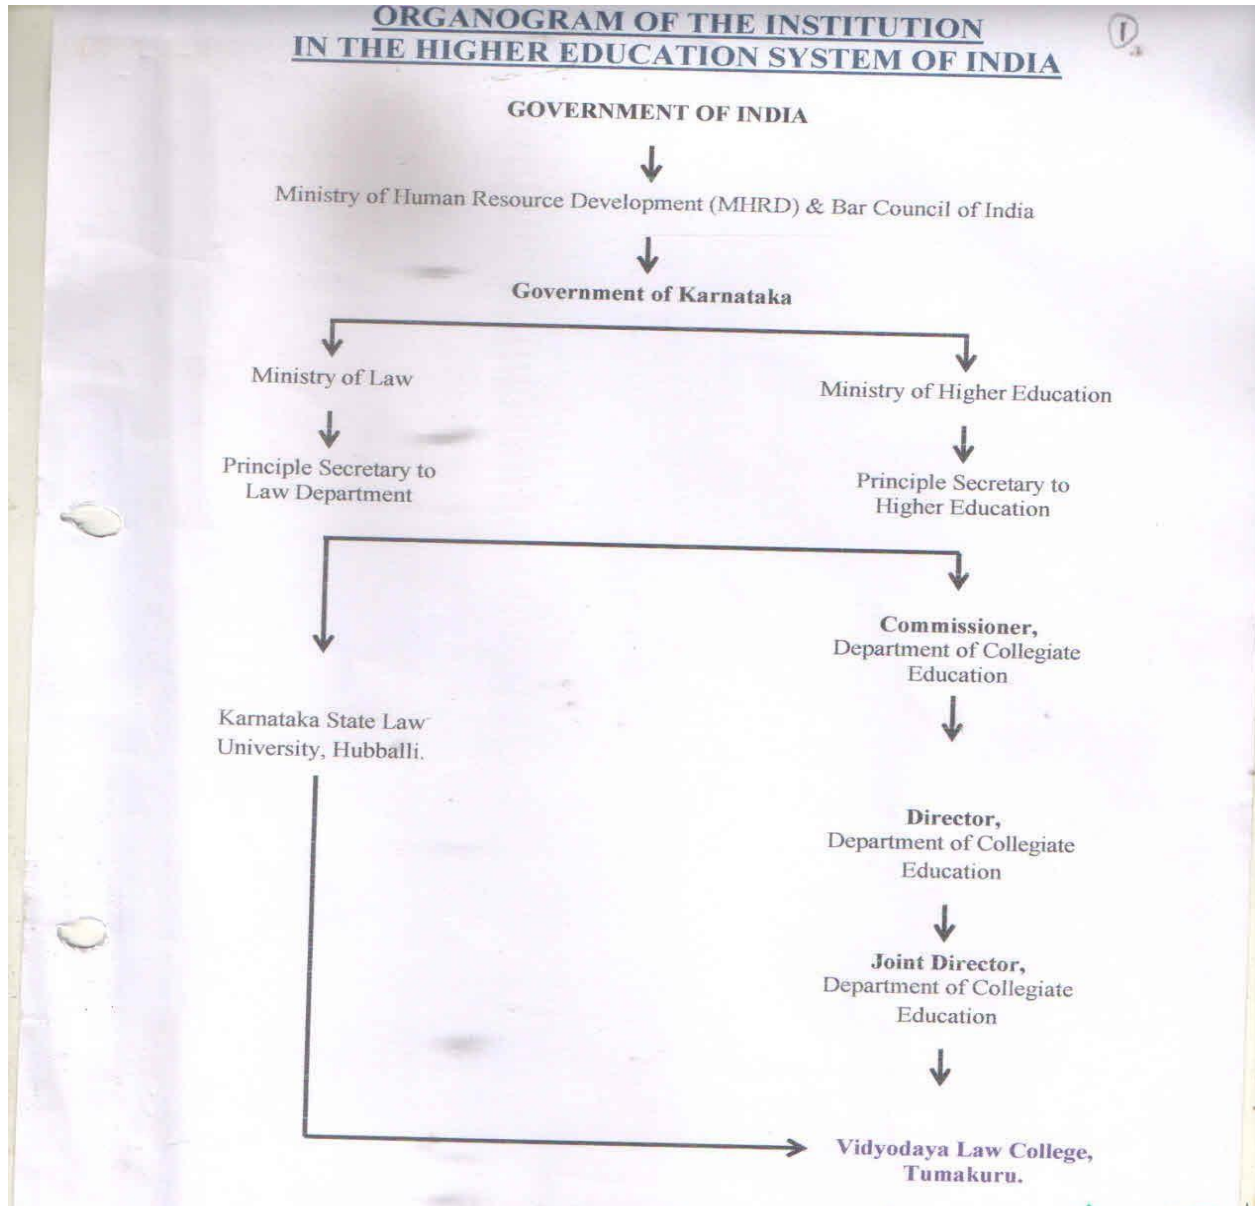 ORGANOGRAM OF THE INSTITUTION
IN THE HIGHER EDUCATION SYSTEM OF INDIA
1
GOVERNMENT OF INDIA
Ministry of Human Resource Development (MHRD) & Bar Council of India
Government of Karnataka
Ministry of Law
Ministry of Higher Education
Principle Secretary to
Law Department
Principle Secretary to
Higher Education
Commissioner,
Department of Collegiate
Education
Karnataka State Law
University, Hubballi.
Director,
Department of Collegiate
Education
Joint Director,
Department of Collegiate
Education
Vidyodaya Law College,
Tumakuru.